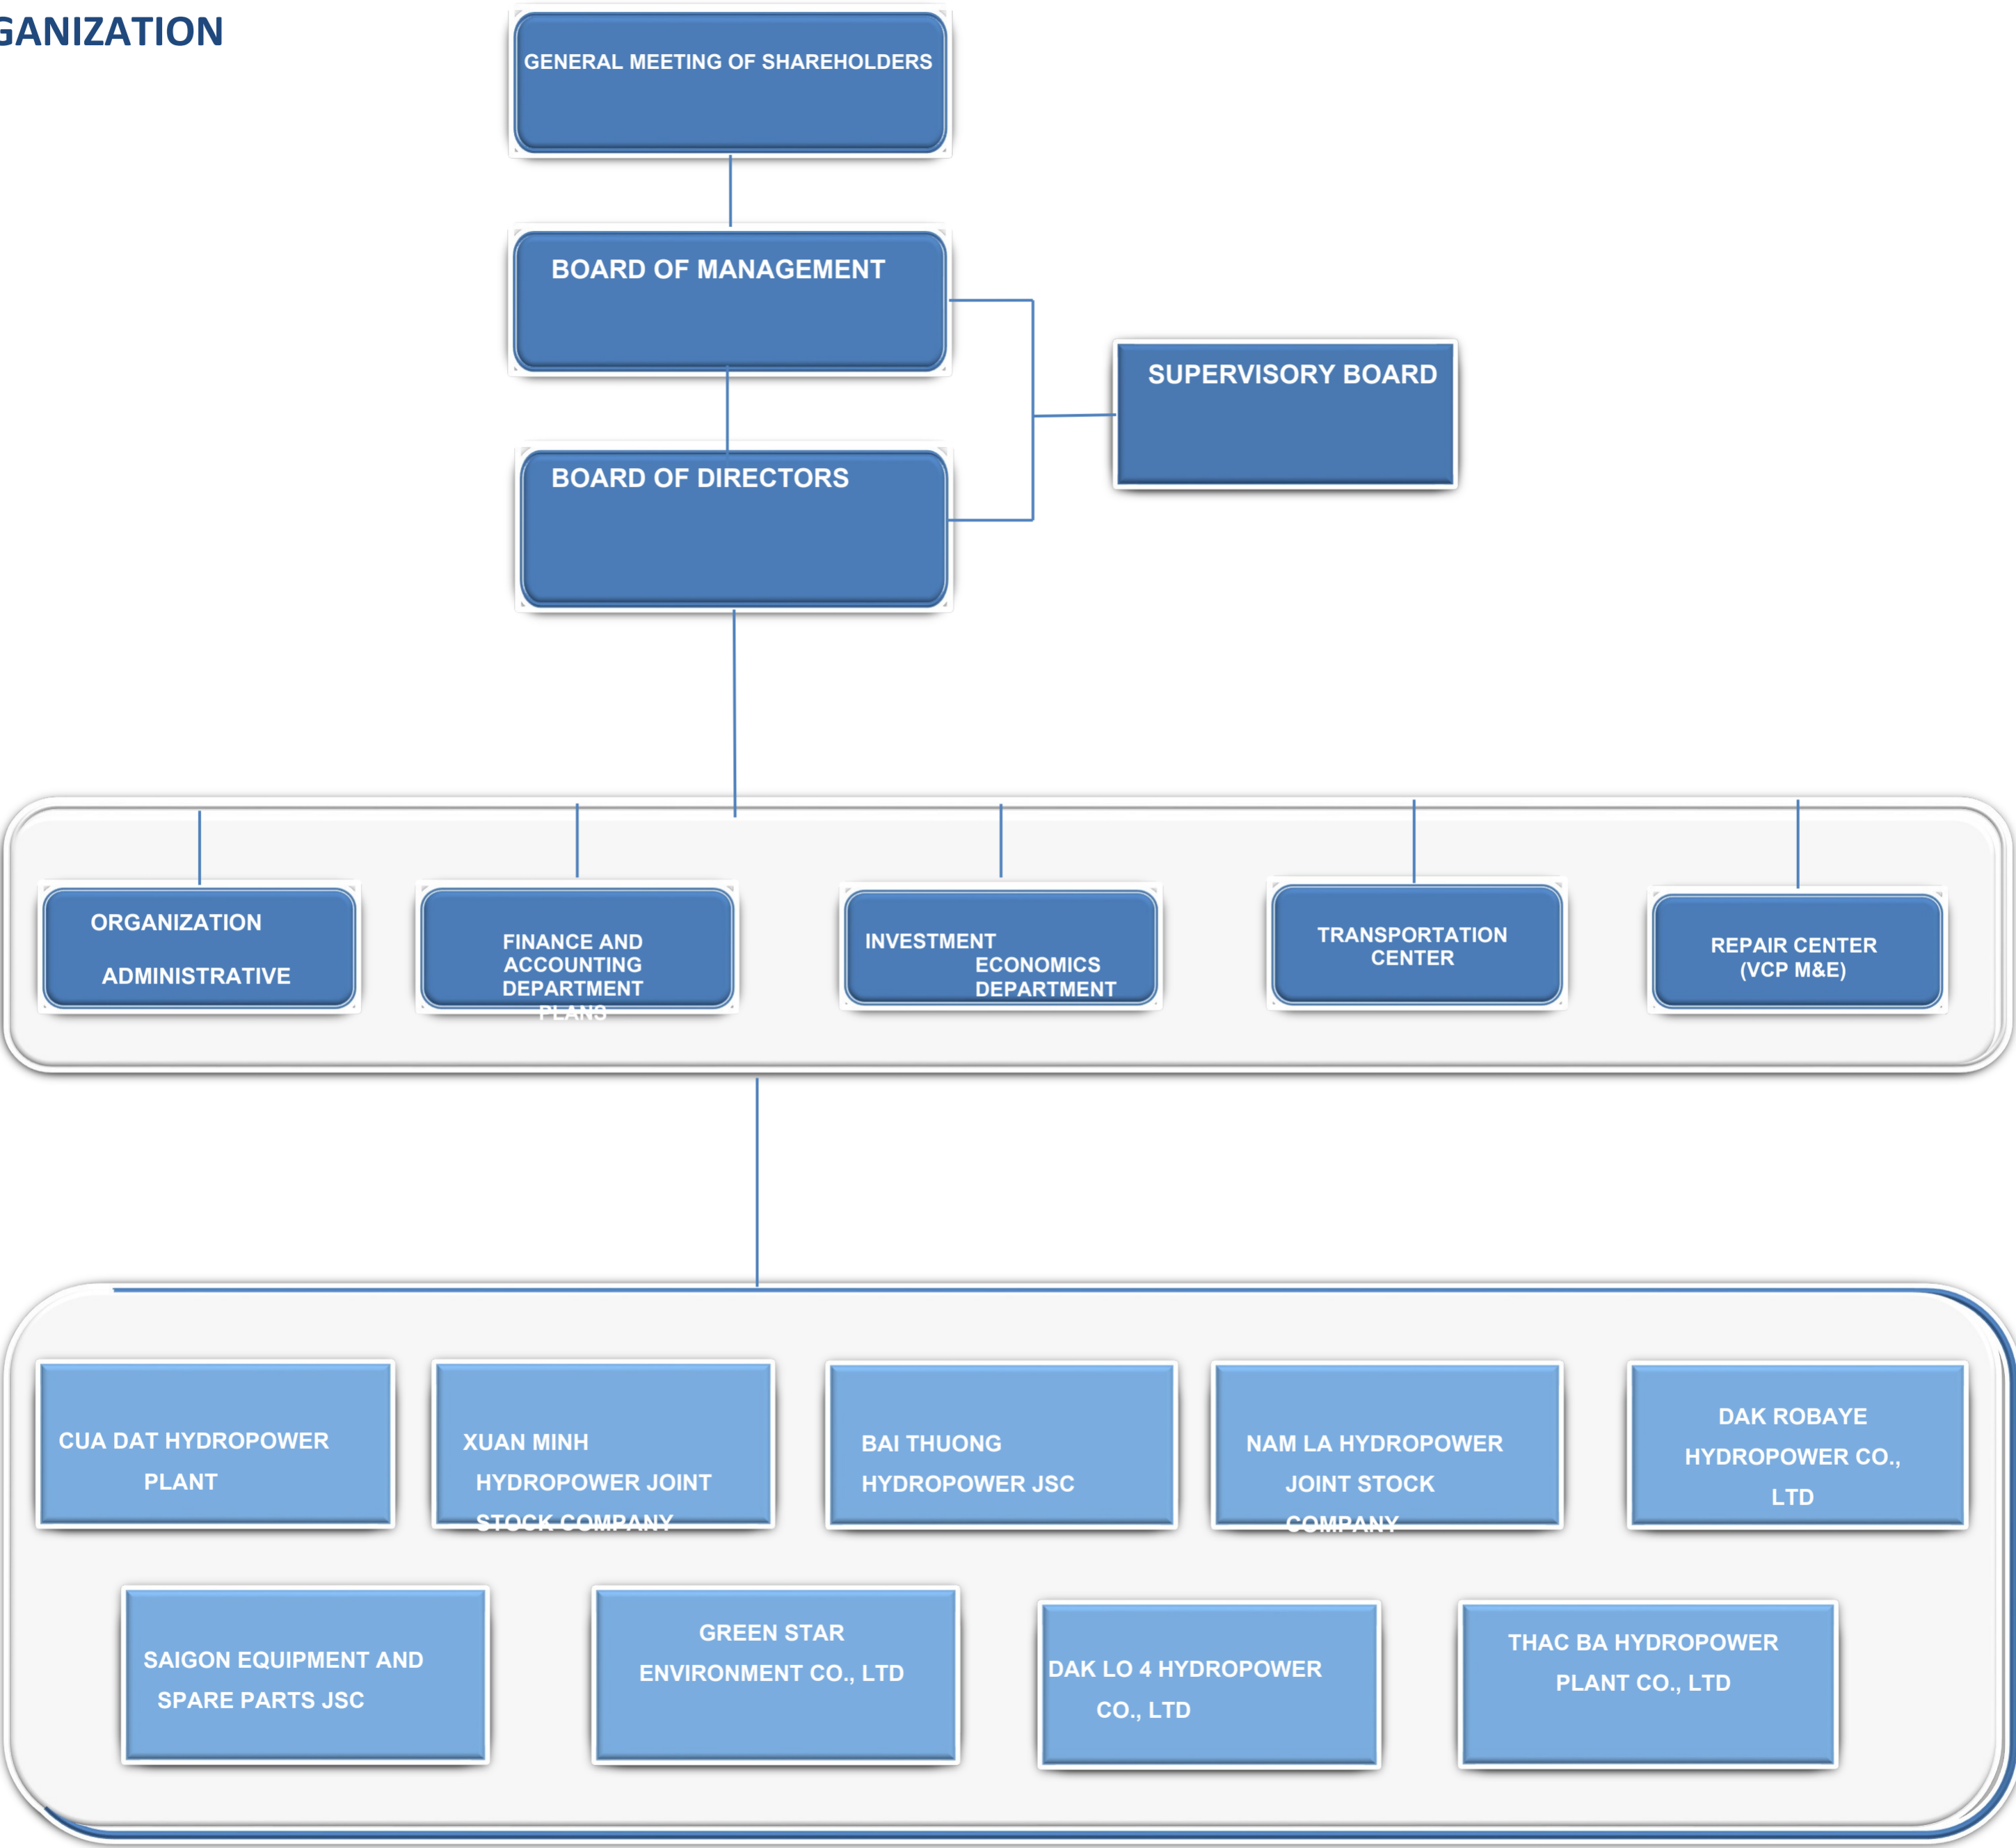 GANIZATION
GENERAL MEETING OF SHAREHOLDERS
BOARD OF MANAGEMENT
SUPERVISORY BOARD
BOARD OF DIRECTORS
ORGANIZATION
ADMINISTRATIVE
FINANCE AND
ACCOUNTING
DEPARTMENT
PLANS
INVESTMENT
ECONOMICS
DEPARTMENT
TRANSPORTATION
CENTER
REPAIR CENTER
(VCP M&E)
CUA DAT HYDROPOWER
PLANT
XUAN MINH
HYDROPOWER JOINT
STOCK COMPANY
BAI THUONG
HYDROPOWER JSC
NAM LA HYDROPOWER
JOINT STOCK
COMPANY
DAK ROBAYE
HYDROPOWER CO.,
LTD
SAIGON EQUIPMENT AND
SPARE PARTS JSC
GREEN STAR
ENVIRONMENT CO., LTD
DAK LO 4 HYDROPOWER
CO., LTD
THAC BA HYDROPOWER
PLANT CO., LTD